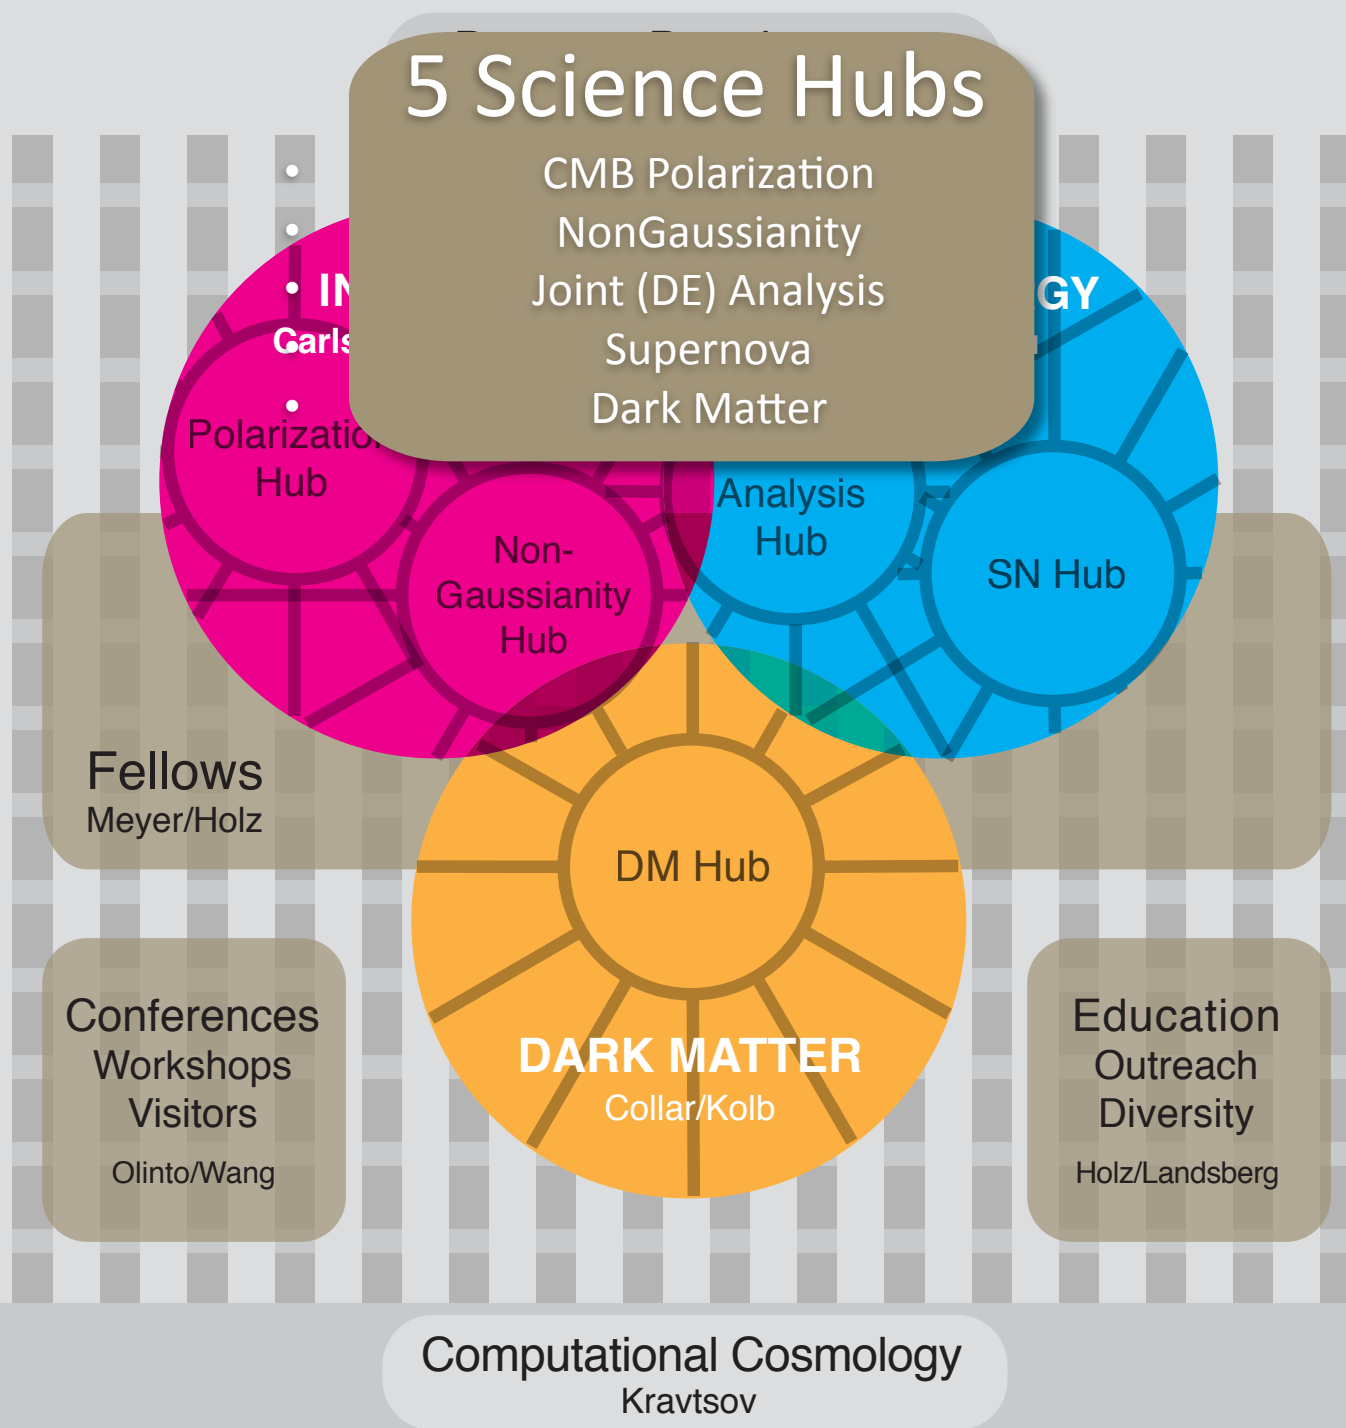 5 Science Hubs
• CMB Polarization
• NonGaussianity
• Joint (DE) Analysis
• Supernova
• Dark Matter
GY
Polarization
Hub
Non-
Gaussianity
Hub
Analysis
Hub
SN Hub
Fellows
Meyer/Holz
DM Hub
DARK MATTER
Collar/Kolb
Conferences
Workshops
Visitors
Olinto/Wang
Education
Outreach
Diversity
Holz/Landsberg
Computational Cosmology
Kravtsov